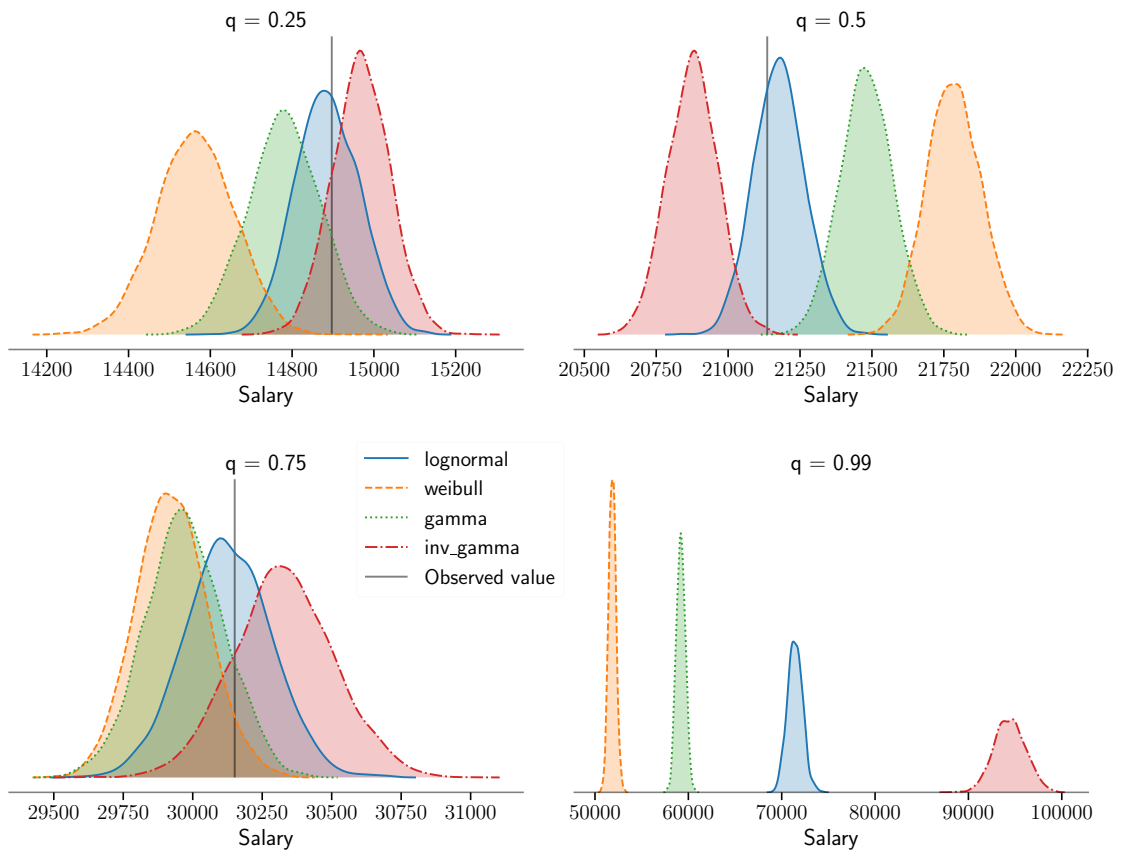 q = 0.25
14200 14400 14600 14800 15000 15200
Salary
q = 0.5
20500 20750 21000 21250 21500 21750 22000 22250
Salary
q = 0.75
29500 29750 30000 30250 30500 30750 31000
Salary
lognormal
weibull
gamma
inv_gamma
Observed value
q = 0.99
50000 60000 70000 80000 90000 100000
Salary